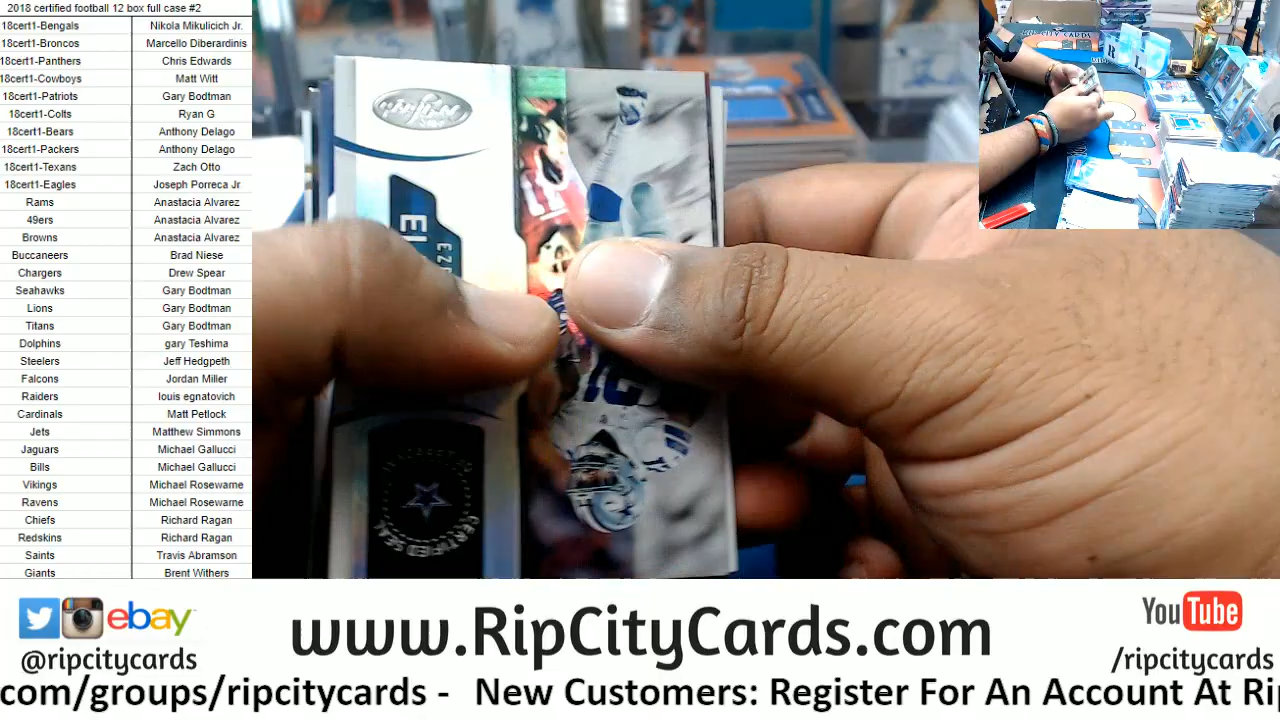 2018 certified football 12 box full case #2
18cert1-Bengals Nikola Mikulicich Jr.
18cert1-Broncos Marcello Diberardinis
18cert1-Panthers Chris Edwards
18cert1-Cowboys Matt Witt
18cert1-Patriots Gary Bodtman
18cert1-Colts Ryan G
18cert1-Bears Anthony Delago
18cert1-Packers Anthony Delago
18cert1-Texans Zach Otto
18cert1-Eagles Joseph Porreca Jr
Rams Anastacia Alvarez
49ers Anastacia Alvarez
Browns Anastacia Alvarez
Buccaneers Brad Niese
Chargers Drew Spear
Seahawks Gary Bodtman
Lions Gary Bodtman
Titans Gary Bodtman
Dolphins gary Teshima
Steelers Jeff Hedgpeth
Falcons Jordan Miller
Raiders louis egnatovich
Cardinals Matt Petlock
Jets Matthew Simmons
Jaguars Michael Gallucci
Bills Michael Gallucci
Vikings Michael Rosewarne
Ravens Michael Rosewarne
Chiefs Richard Ragan
Redskins Richard Ragan
Saints Travis Abramson
Giants Brent Withers
EZE
EL
CERTIFIED SEAL
RIP CITY CARDS
ebay
@ripcitycards
www.RipCityCards.com
YouTube
/ripcitycards
com/groups/ripcitycards - New Customers: Register For An Account At Rip